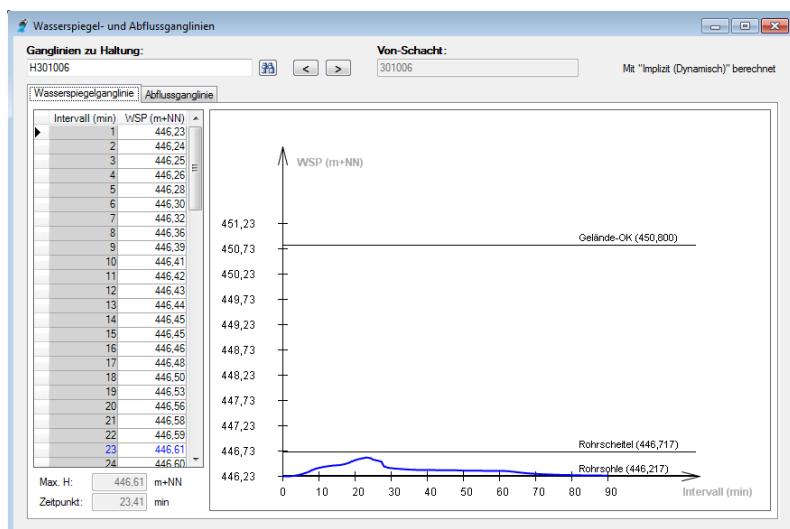 Wasserspiegel- und Abflussganglinien
Ganglinien zu Haltung:
Von-Schacht:
H301006
<
>
301006
Mit "Implizit (Dynamisch)" berechnet
Wasserspiegelganglinie
Abflussganglinie
Intervall (min) WSP (m+NN)
1 446,23
2 446,24
3 446,25
4 446,26
5 446,28
6 446,30
7 446,32
8 446,36
9 446,39
10 446,41
11 446,42
12 446,43
13 446,44
14 446,45
15 446,45
16 446,46
17 446,48
18 446,50
19 446,53
20 446,56
21 446,58
22 446,59
23 446,61
24 446,60
Max. H: 446,61 m+NN
Zeitpunkt: 23,41 min
WSP (m+NN)
451,23
450,73
450,23
449,73
449,23
448,73
448,23
447,73
447,23
446,73
446,23
Gelände-OK (450,800)
Rohrscheitel (446,717)
Rohrsohle (446,217)
0 10 20 30 40 50 60 70 80 90
Intervall (min)